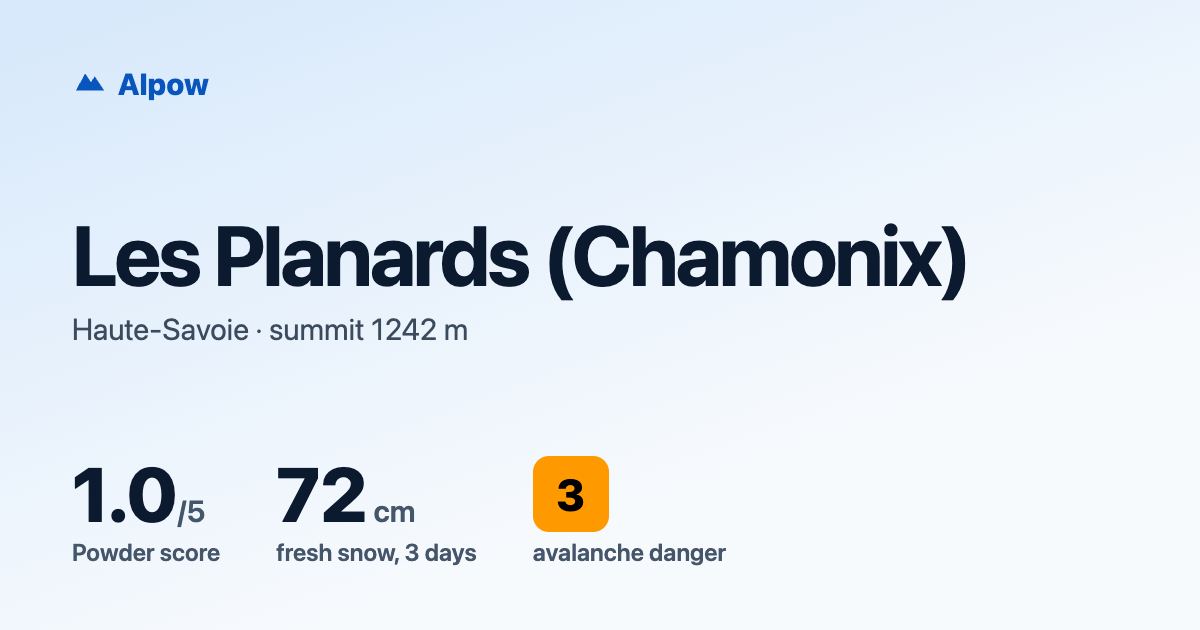 Alpow
Les Planards (Chamonix)
Haute-Savoie · summit 1242 m
1.0/5 72 cm 3
Powder score fresh snow, 3 days avalanche danger